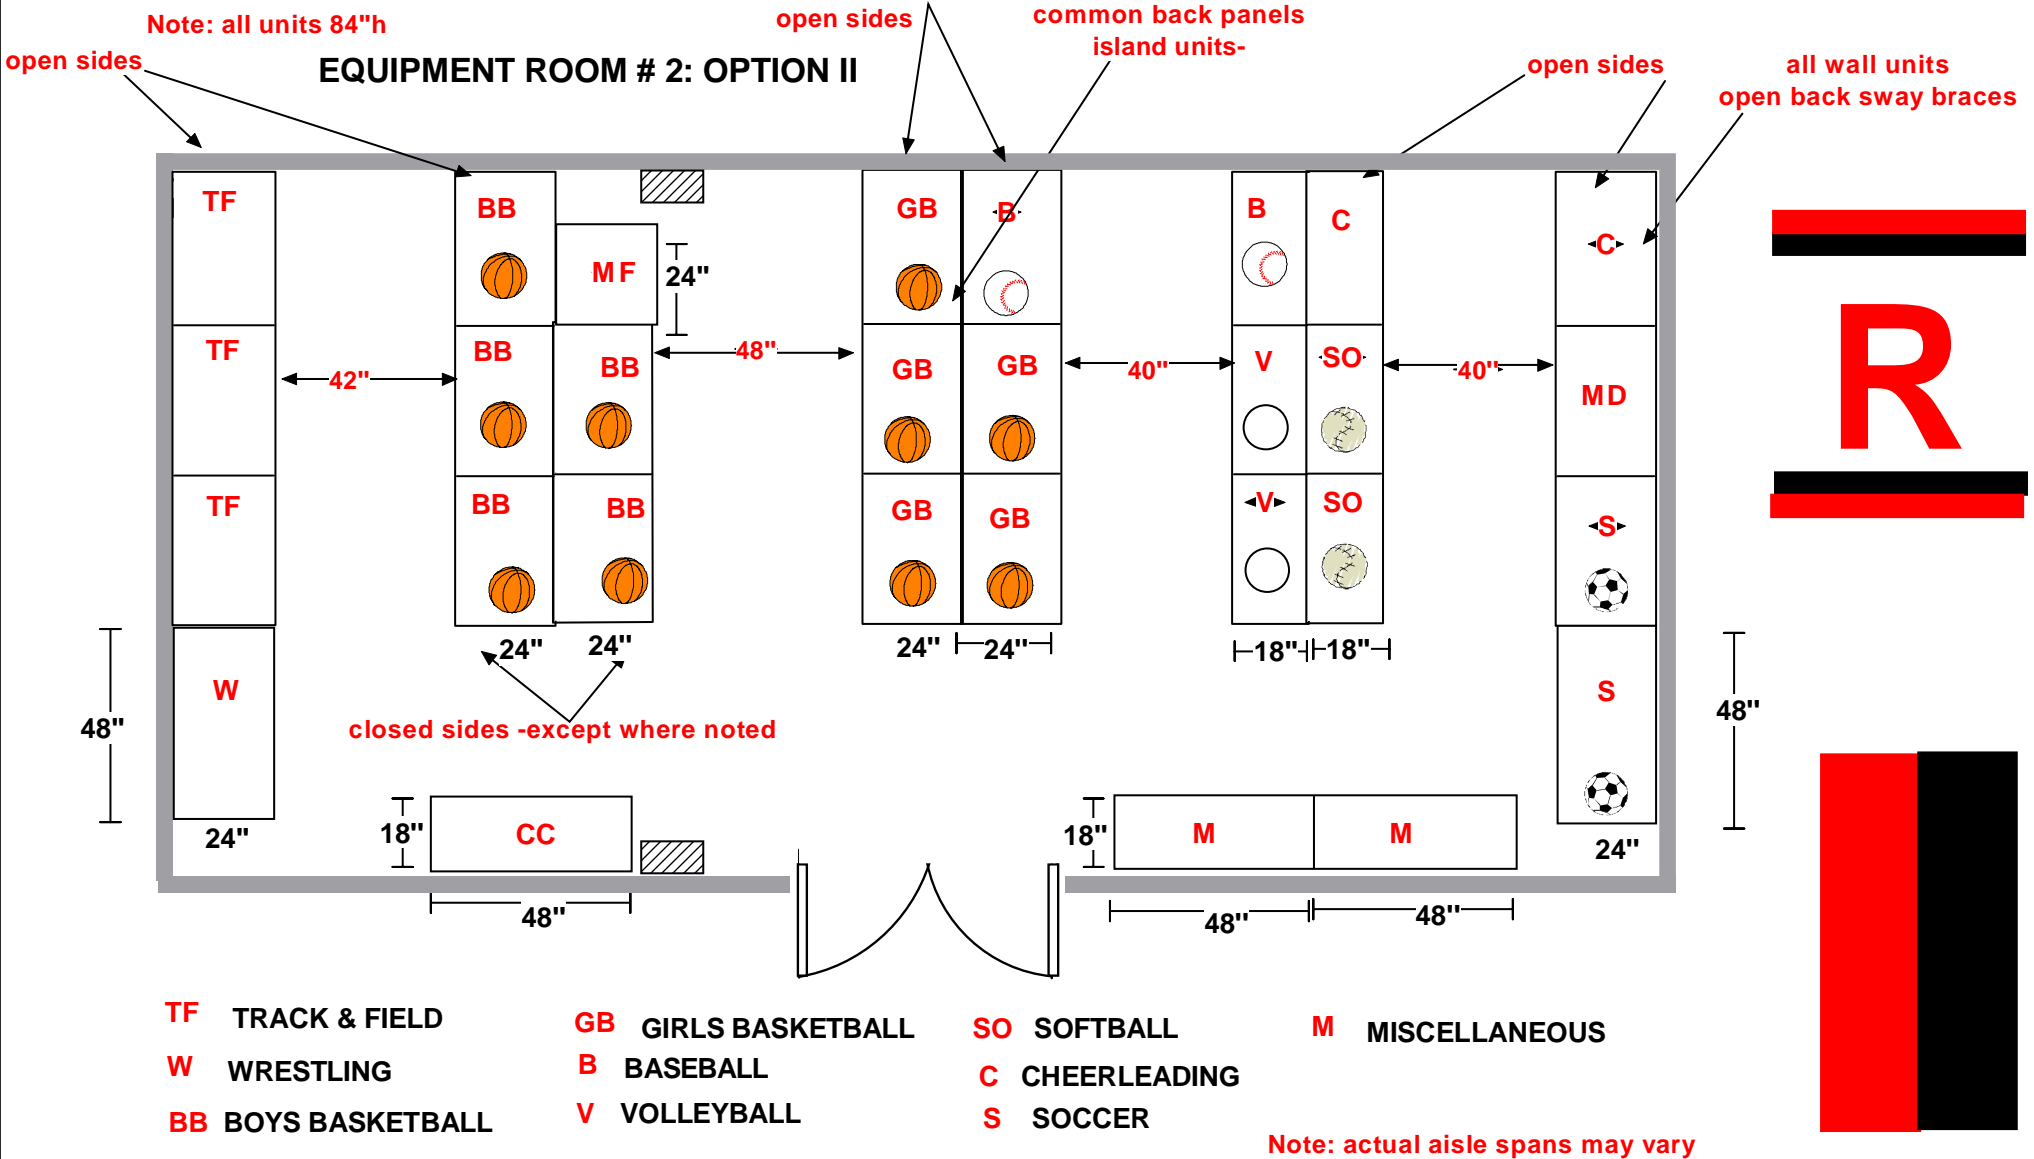 Note: all units 84"h
open sides
EQUIPMENT ROOM # 2: OPTION II
open sides
common back panels
island units-
open sides
all wall units
open back sway braces
TF
BB
MF
24"
GB
B
B
C
C
R
TF
42"
BB
BB
48"
GB
GB
40"
V
SO
40"
MD
TF
BB
BB
GB
GB
V
SO
S
24"
24"
24"
24"
18"
18"
W
48"
closed sides -except where noted
S
48"
24"
18"
CC
48"
18"
M
M
48"
48"
24"
TF TRACK & FIELD
W WRESTLING
BB BOYS BASKETBALL
GB GIRLS BASKETBALL
B BASEBALL
V VOLLEYBALL
SO SOFTBALL
C CHEERLEADING
S SOCCER
M MISCELLANEOUS
Note: actual aisle spans may vary